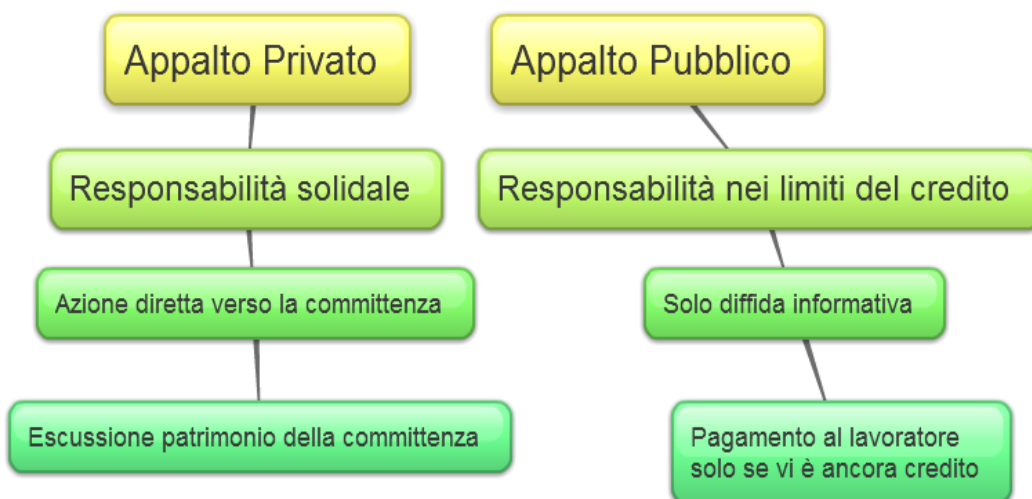 Appalto Privato
Appalto Pubblico
Responsabilità solidale
Responsabilità nei limiti del credito
Azione diretta verso la committenza
Solo diffida informativa
Escussione patrimonio della committenza
Pagamento al lavoratore
solo se vi è ancora credito